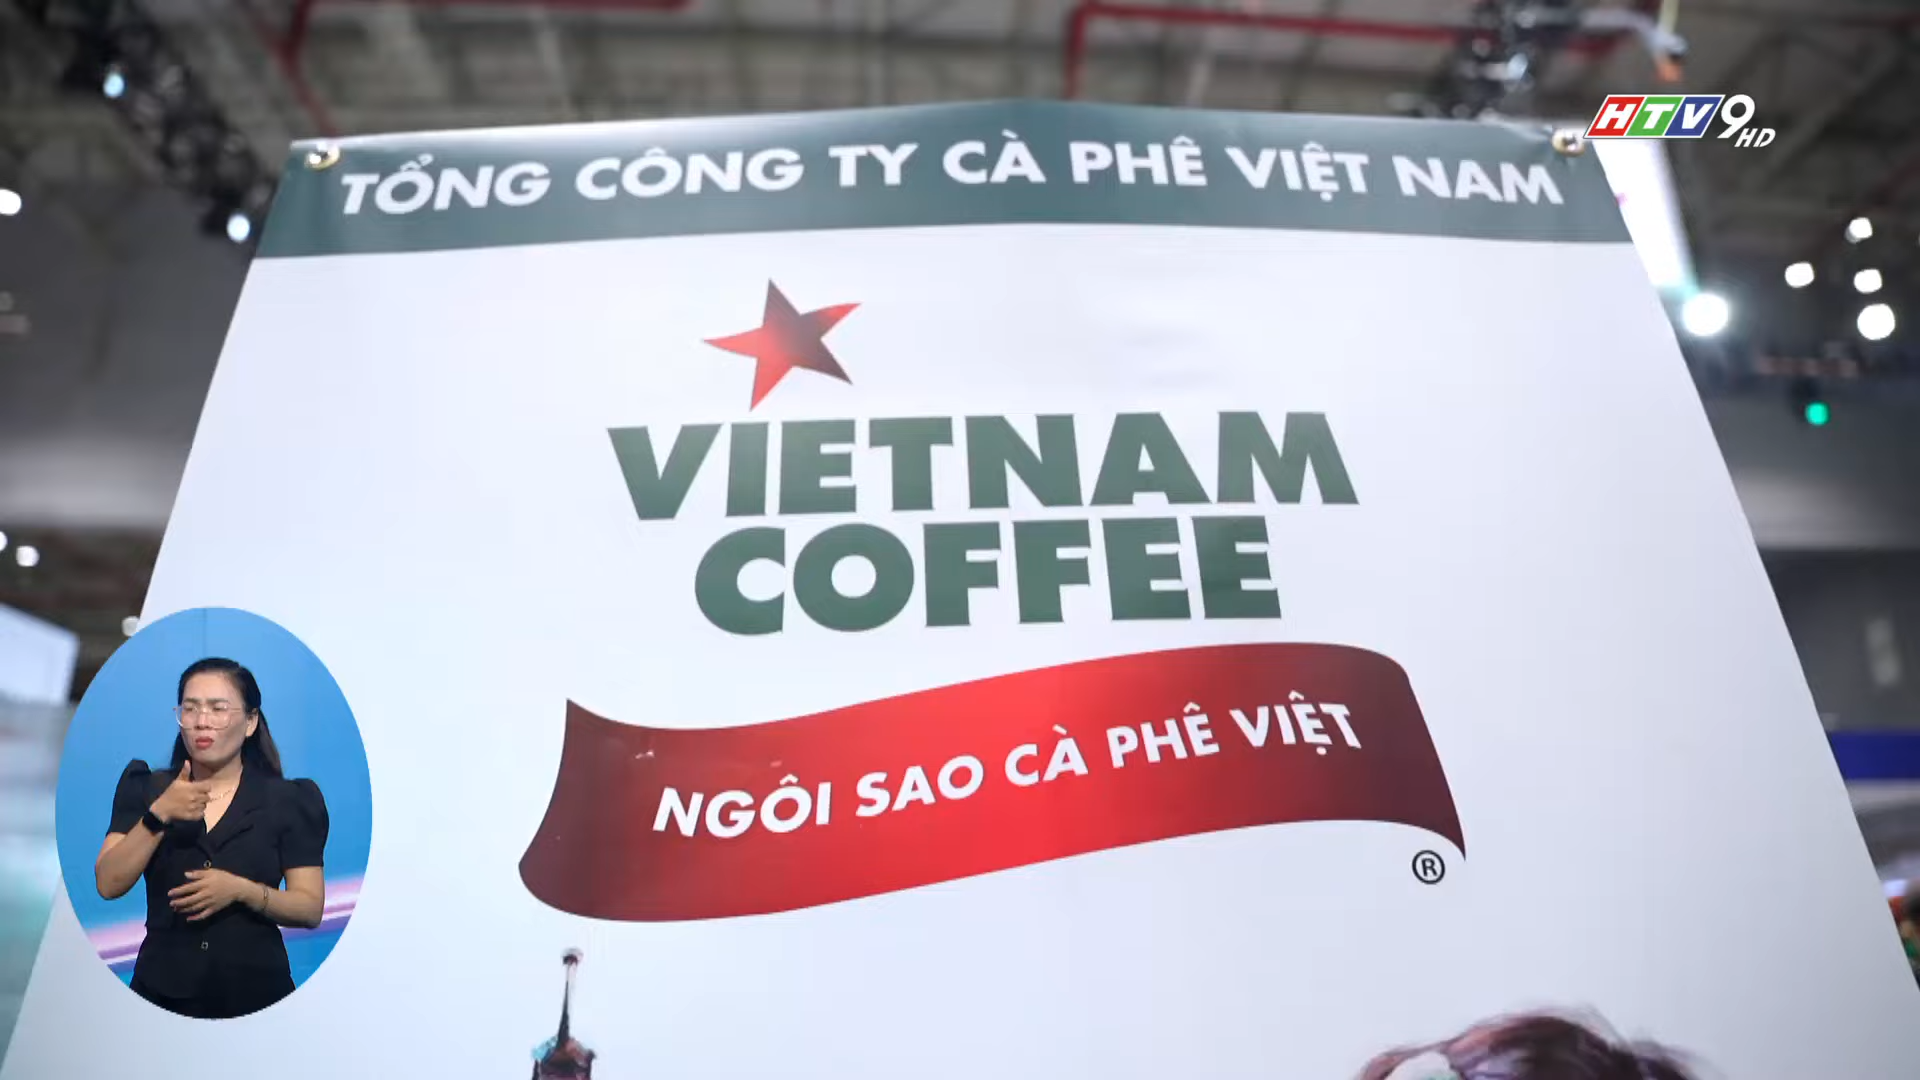 HTV9 HD
TỔNG CÔNG TY CÀ PHÊ VIỆT NAM
VIETNAM
COFFEE
NGÔI SAO CÀ PHÊ VIỆT
®